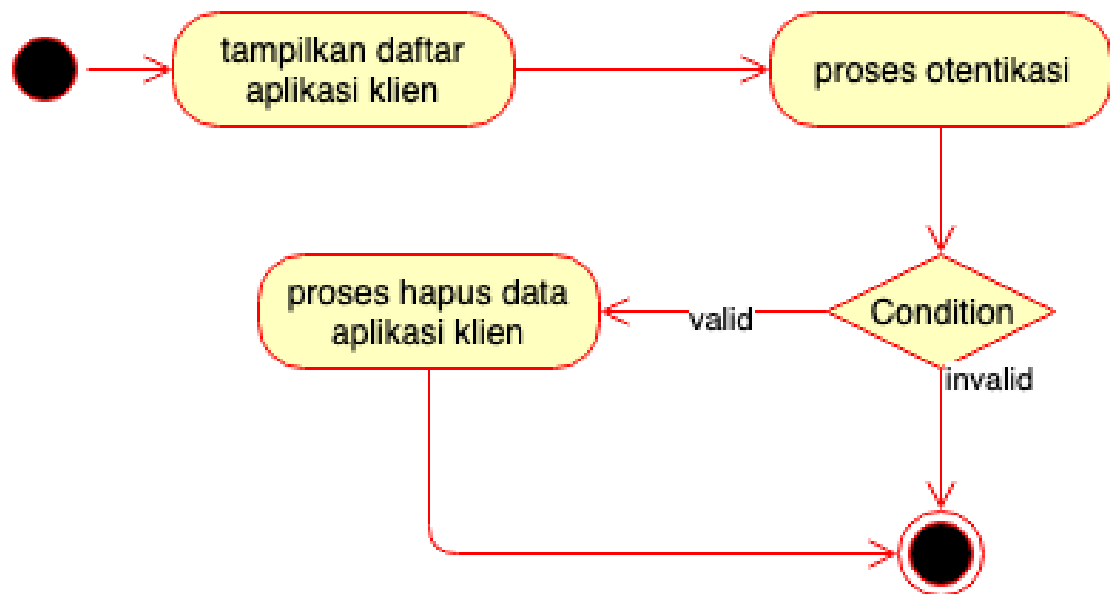 tampilkan daftar
aplikasi klien
proses otentikasi
proses hapus data
aplikasi klien
valid
Condition
invalid